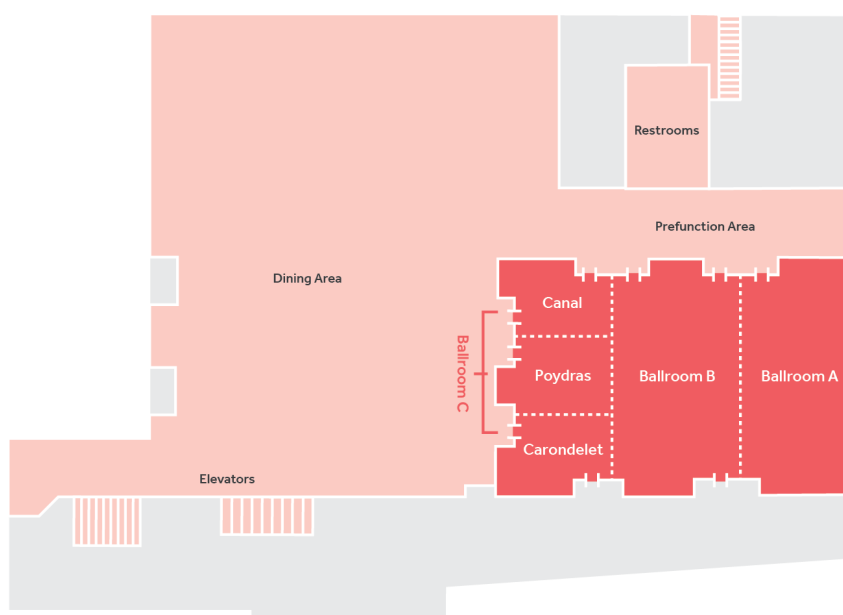 Restrooms
Prefunction Area
Dining Area
Canal
Ballroom C
Poydras
Ballroom B
Ballroom A
Carondelet
Elevators